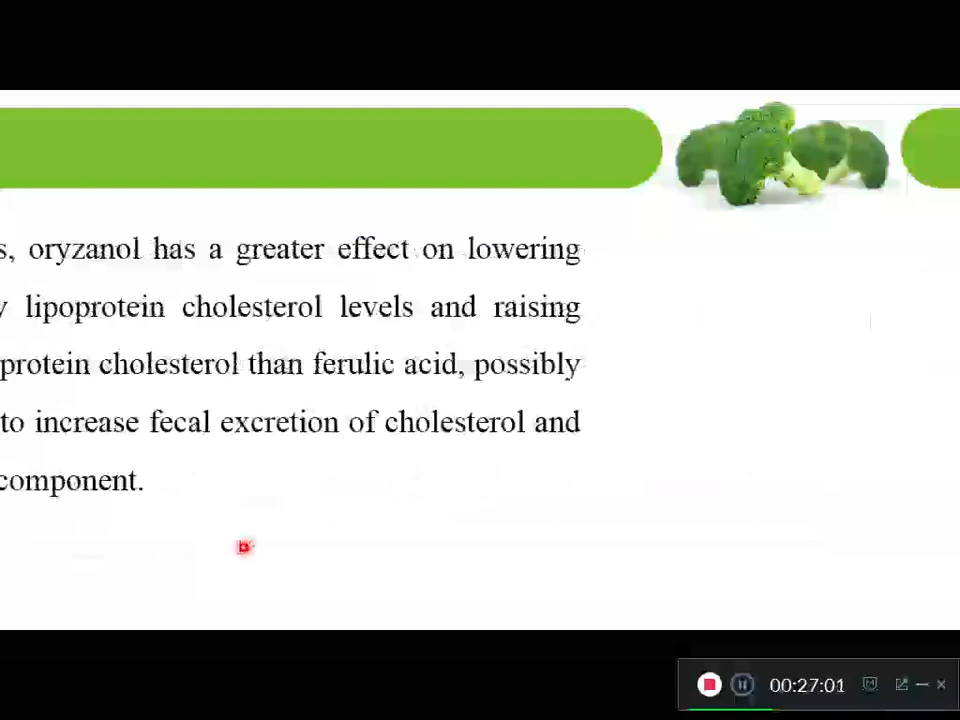 s, oryzanol has a greater effect on lowering
y lipoprotein cholesterol levels and raising
protein cholesterol than ferulic acid, possibly
to increase fecal excretion of cholesterol and
component.
00:27:01